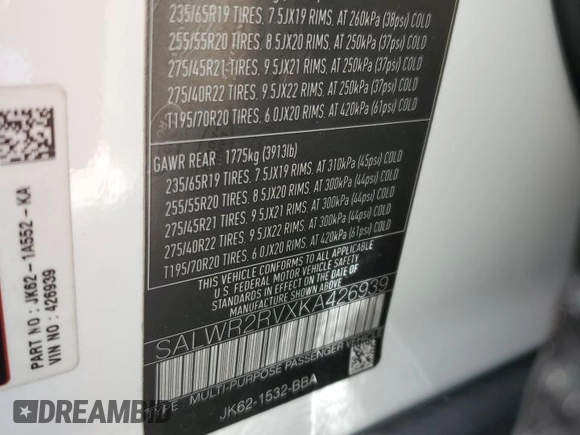 235/65R19 TIRES, 7.5JX19 RIMS, AT 260kPa (38psi) COLD
255/55R20 TIRES, 8.5JX20 RIMS, AT 250kPa (37psi) COLD
275/45R21 TIRES, 9.5JX21 RIMS, AT 250kPa (37psi) COLD
275/40R22 TIRES, 9.5JX22 RIMS, AT 250kPa (37psi) COLD
T195/70R20 TIRES, 6.0JX20 RIMS, AT 420kPa (61psi) COLD
GAWR REAR 1775kg (3913lb)
235/65R19 TIRES, 7.5JX19 RIMS, AT 310kPa (45psi) COLD
255/55R20 TIRES, 8.5JX20 RIMS, AT 300kPa (44psi) COLD
275/45R21 TIRES, 9.5JX21 RIMS, AT 300kPa (44psi) COLD
275/40R22 TIRES, 9.5JX22 RIMS, AT 300kPa (44psi) COLD
T195/70R20 TIRES, 6.0JX20 RIMS, AT 420kPa (61psi) COLD
THIS VEHICLE CONFORMS TO ALL APPLICABLE
U.S. FEDERAL MOTOR VEHICLE SAFETY
IN EFFECT ON THE DATE OF
SHOWN ABOVE
SALWR2RVXKA426939
TYPE: MULTI-PURPOSE PASSENGER
JK62-1532-BBA
PART NO : JK62-1A552-KA
VIN NO : 426939
DREAMBID